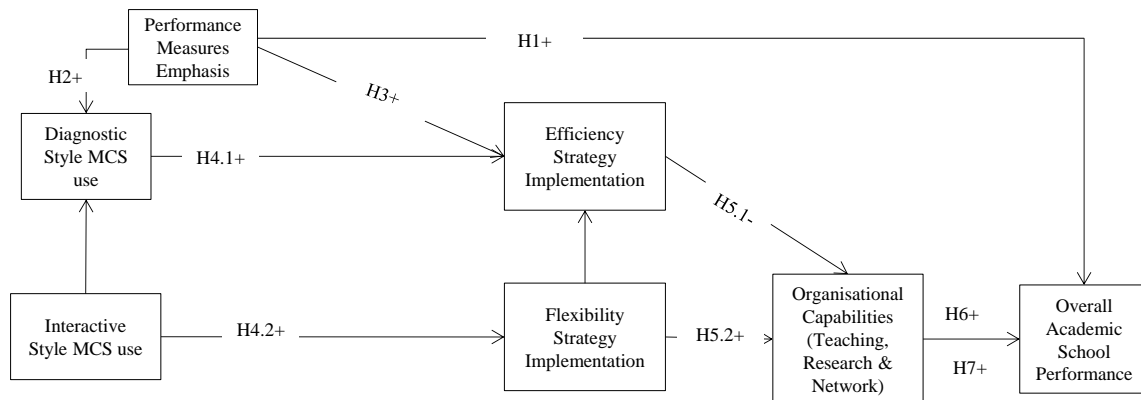 Performance
Measures
Emphasis
H1+
H2+
H3+
Diagnostic
Style MCS
use
H4.1+
Efficiency
Strategy
Implementation
H5.1-
Interactive
Style MCS use
H4.2+
Flexibility
Strategy
Implementation
H5.2+
Organisational
Capabilities
(Teaching,
Research &
Network)
H6+
H7+
Overall
Academic
School
Performance